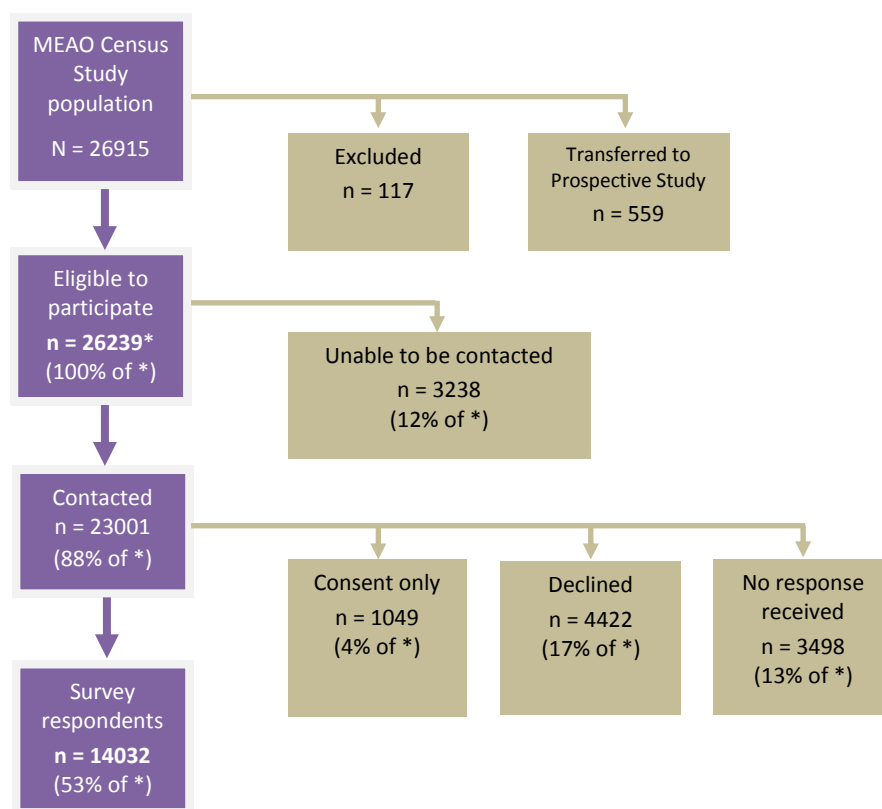 MEAO Census
Study
population
N = 26915
Excluded
n = 117
Transferred to
Prospective Study
n = 559
Eligible to
participate
n = 26239*
(100% of *)
Unable to be contacted
n = 3238
(12% of *)
Contacted
n = 23001
(88% of *)
Consent only
n = 1049
(4% of *)
Declined
n = 4422
(17% of *)
No response
received
n = 3498
(13% of *)
Survey
respondents
n = 14032
(53% of *)